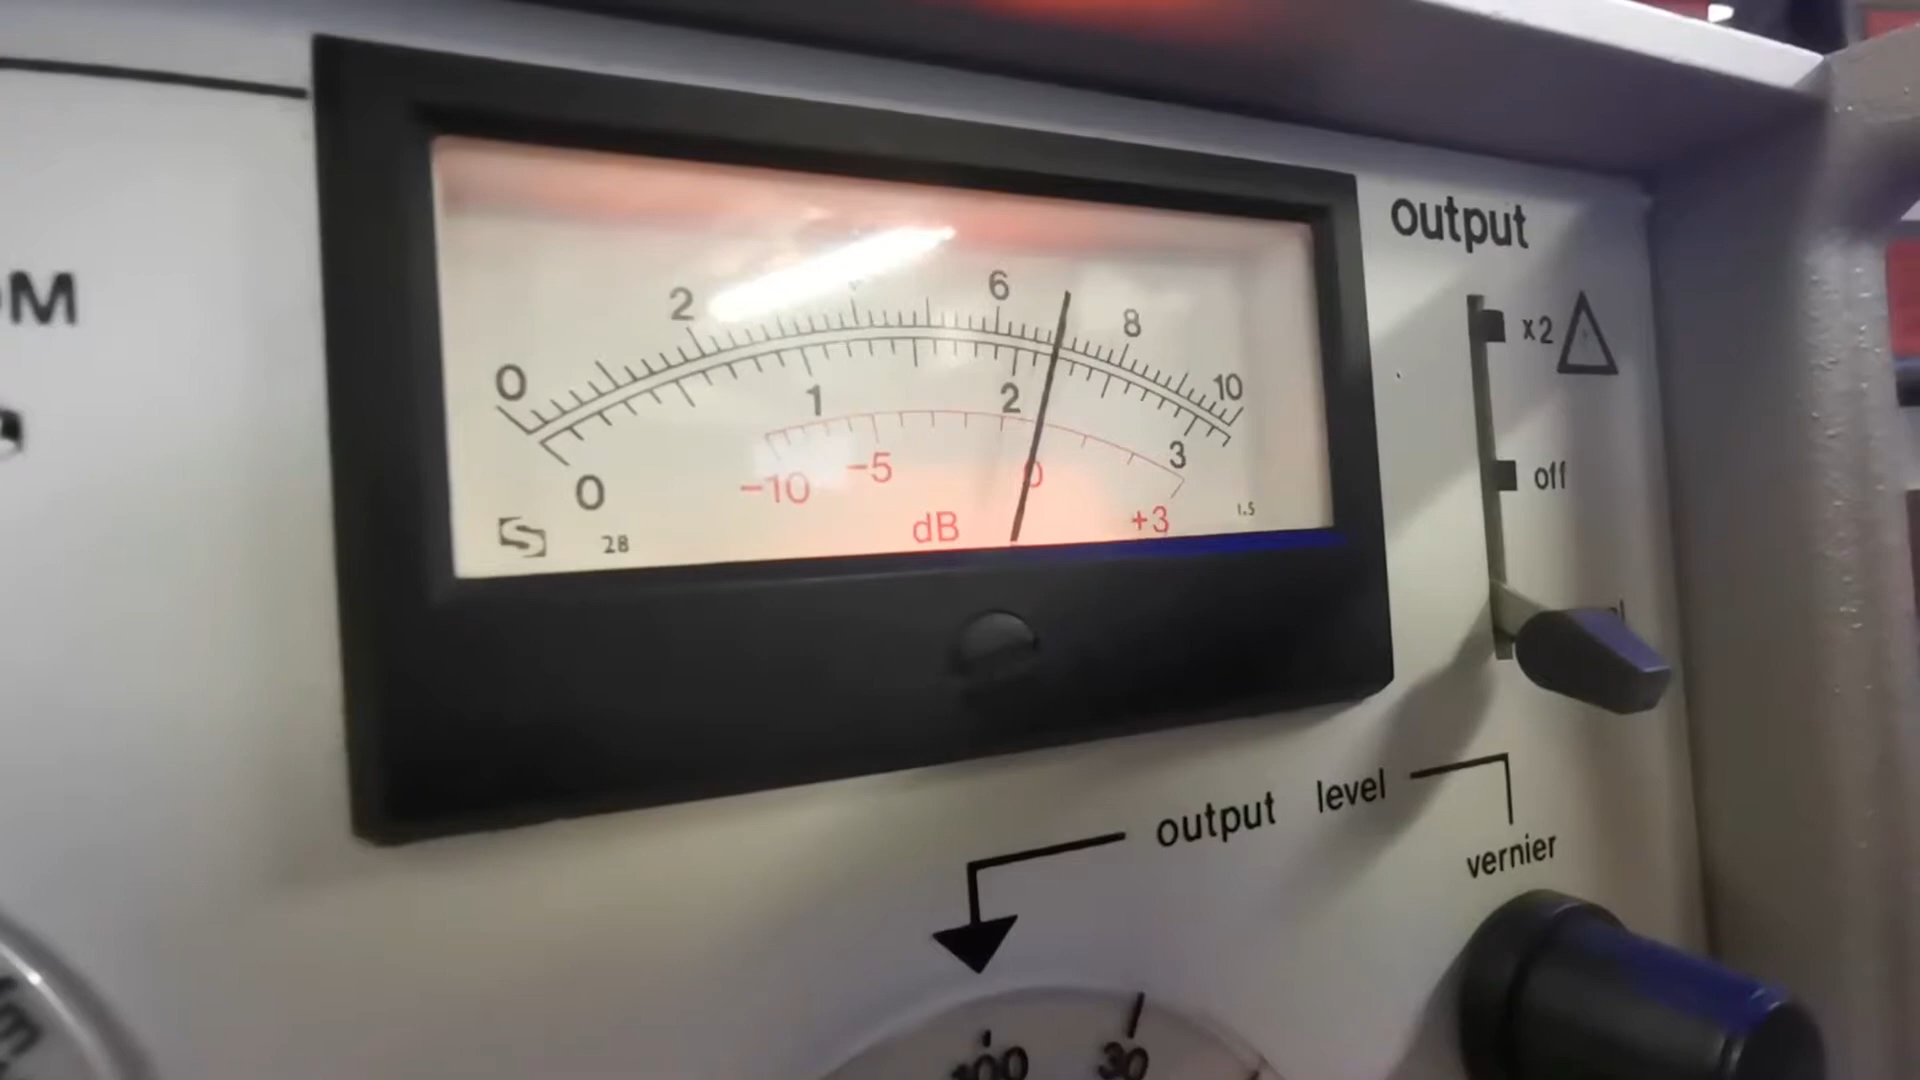 output
x2
off
0 2 6 8 10
0 1 2 3
-10 -5 0 +3
dB
28
1.5
output level
vernier
100 30